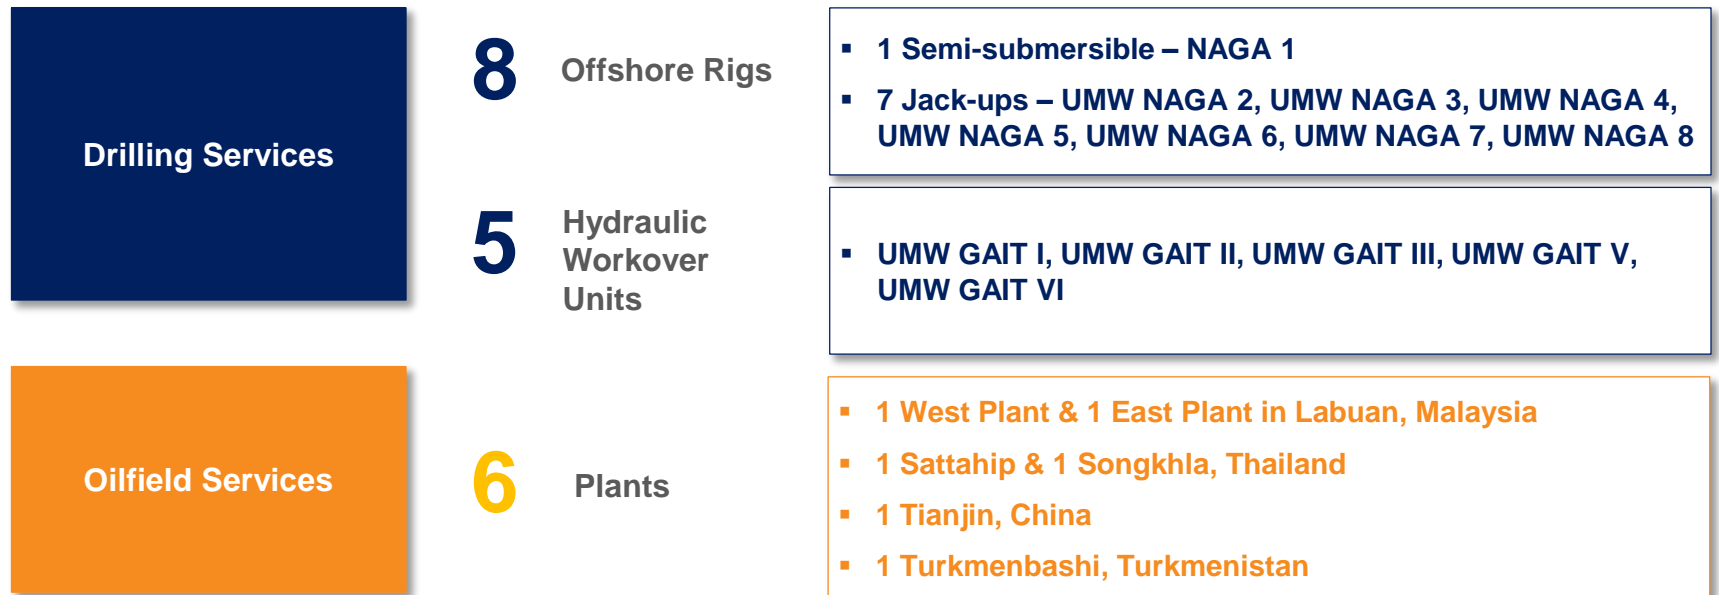 Drilling Services
8
Offshore Rigs
▪ 1 Semi-submersible – NAGA 1
▪ 7 Jack-ups – UMW NAGA 2, UMW NAGA 3, UMW NAGA 4,
UMW NAGA 5, UMW NAGA 6, UMW NAGA 7, UMW NAGA 8
5
Hydraulic
Workover
Units
▪ UMW GAIT I, UMW GAIT II, UMW GAIT III, UMW GAIT V,
UMW GAIT VI
Oilfield Services
6
Plants
▪ 1 West Plant & 1 East Plant in Labuan, Malaysia
▪ 1 Sattahip & 1 Songkhla, Thailand
▪ 1 Tianjin, China
▪ 1 Turkmenbashi, Turkmenistan